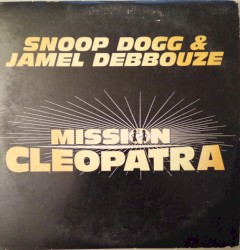 SNOOP DOGG &
JAMEL DEBBOUZE
MISSION
CLEOPATRA